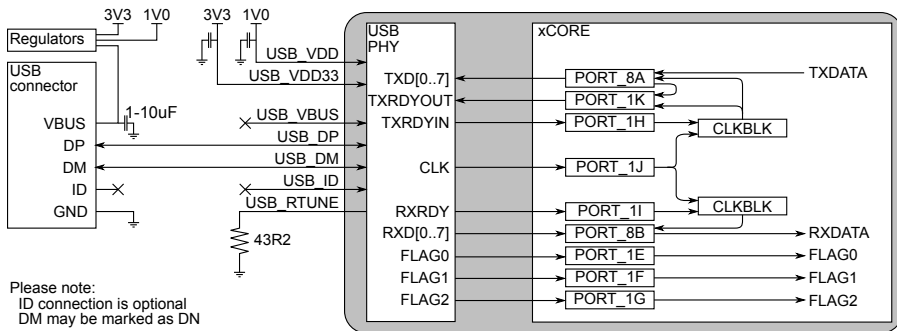 3V3 1V0
Regulators
USB
connector
VBUS
DP
DM
ID
GND
1-10uF
3V3 1V0
USB_VDD
USB_VDD33
USB_VBUS
USB_DP
USB_DM
USB_ID
USB_RTUNE
43R2
USB
PHY
TXD[0..7]
TXRDYOUT
TXRDYIN
CLK
RXRDY
RXD[0..7]
FLAG0
FLAG1
FLAG2
xCORE
PORT_8A
PORT_1K
PORT_1H
PORT_1J
PORT_1I
PORT_8B
PORT_1E
PORT_1F
PORT_1G
CLKBLK
CLKBLK
TXDATA
RXDATA
FLAG0
FLAG1
FLAG2
Please note:
ID connection is optional
DM may be marked as DN